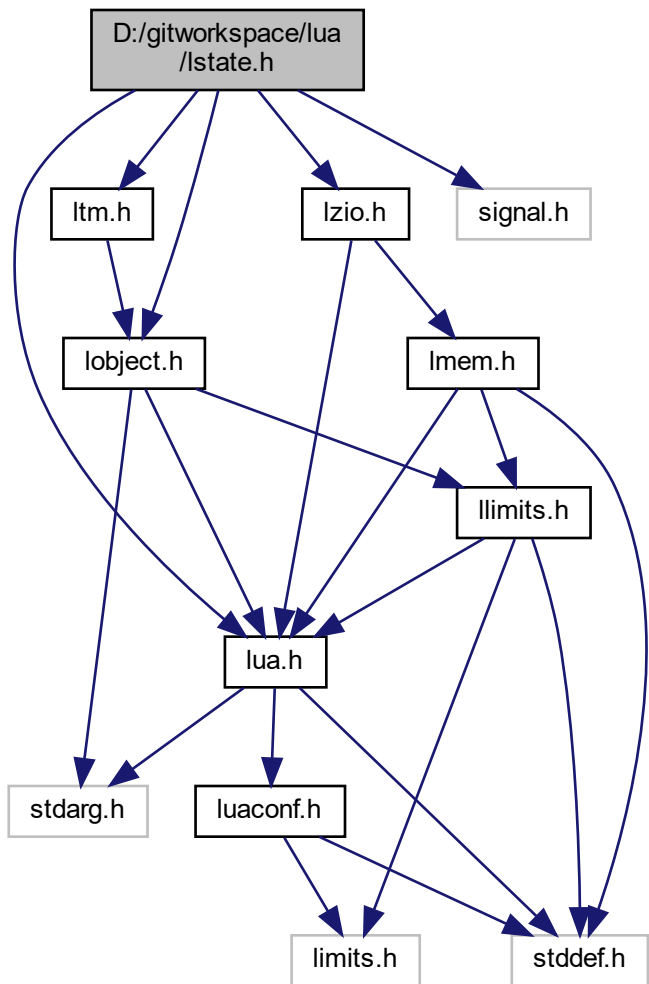 D:/gitworkspace/lua
/lstate.h
ltm.h
lzio.h
signal.h
lobject.h
lmem.h
llimits.h
lua.h
stdarg.h
luaconf.h
limits.h
stddef.h